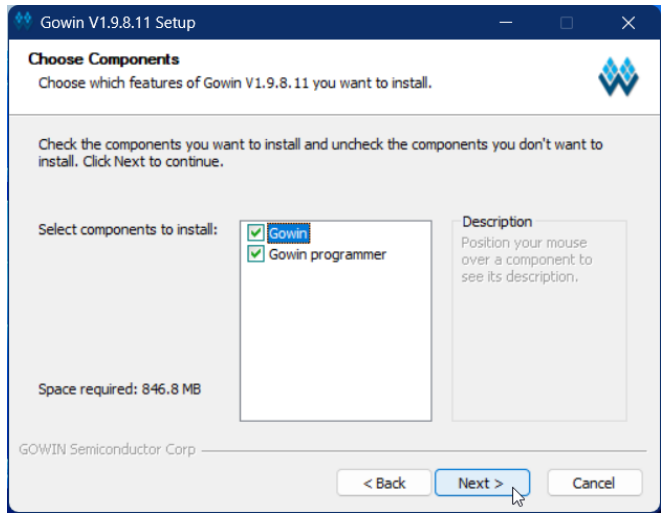 Gowin V1.9.8.11 Setup
Choose Components
Choose which features of Gowin V1.9.8.11 you want to install.
Check the components you want to install and uncheck the components you don't want to
install. Click Next to continue.
Select components to install:
Gowin
Gowin programmer
Description
Position your mouse
over a component to
see its description.
Space required: 846.8 MB
GOWIN Semiconductor Corp
< Back
Next >
Cancel